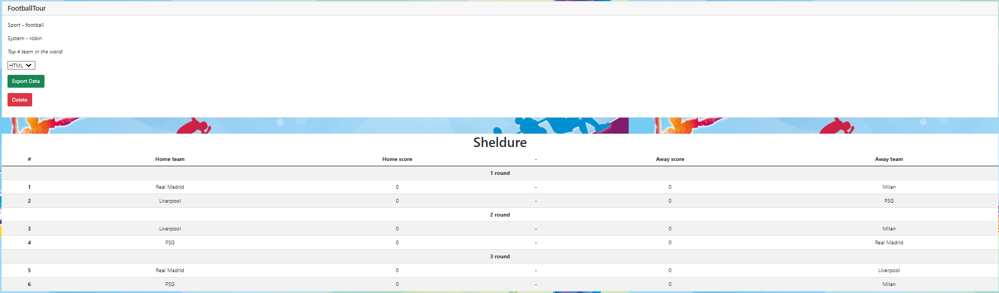 FootballTour
Sport - football
System - robin
Top 4 team in the world
HTML
Export Data
Delete
Sheldure
# Home team Home score - Away score Away team
1 round
1 Real Madrid 0 - 0 Milan
2 Liverpool 0 - 0 PSG
2 round
3 Liverpool 0 - 0 Milan
4 PSG 0 - 0 Real Madrid
3 round
5 Real Madrid 0 - 0 Liverpool
6 PSG 0 - 0 Milan